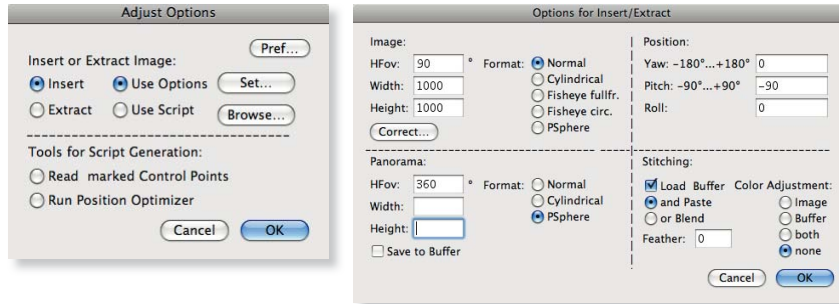 Adjust Options
Pref...
Insert or Extract Image:
Insert Use Options Set...
Extract Use Script Browse...
Tools for Script Generation:
Read marked Control Points
Run Position Optimizer
Cancel OK
Options for Insert/Extract
Image:
HFov: 90 ° Format: Normal
Cylindrical
Width: 1000
Fisheye fullfr.
Height: 1000
Fisheye circ.
Correct...
PSphere
Position:
Yaw: -180°...+180° 0
Pitch: -90°...+90° -90
Roll: 0
Panorama:
HFov: 360 ° Format: Normal
Width: Cylindrical
PSphere
Height:
Save to Buffer
Stitching:
Load Buffer Color Adjustment:
and Paste Image
or Blend Buffer
Feather: 0 both
none
Cancel OK